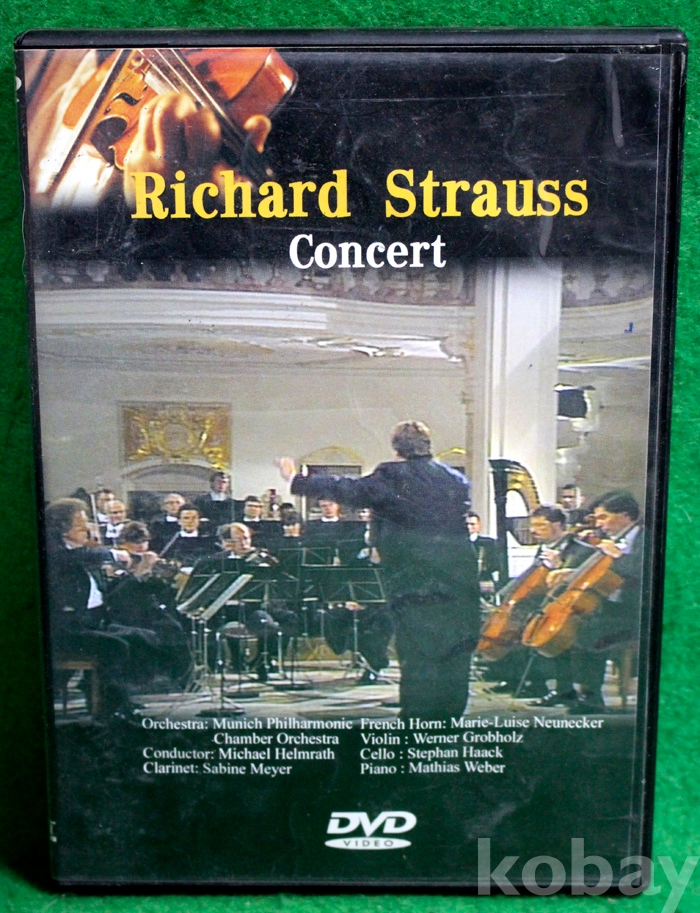 Richard Strauss
Concert
Orchestra: Munich Philharmonic
Chamber Orchestra
Conductor: Michael Helmrath
Clarinet: Sabine Meyer
French Horn: Marie-Luise Neunecker
Violin : Werner Grobholz
Cello : Stephan Haack
Piano : Mathias Weber
DVD
VIDEO
kobay